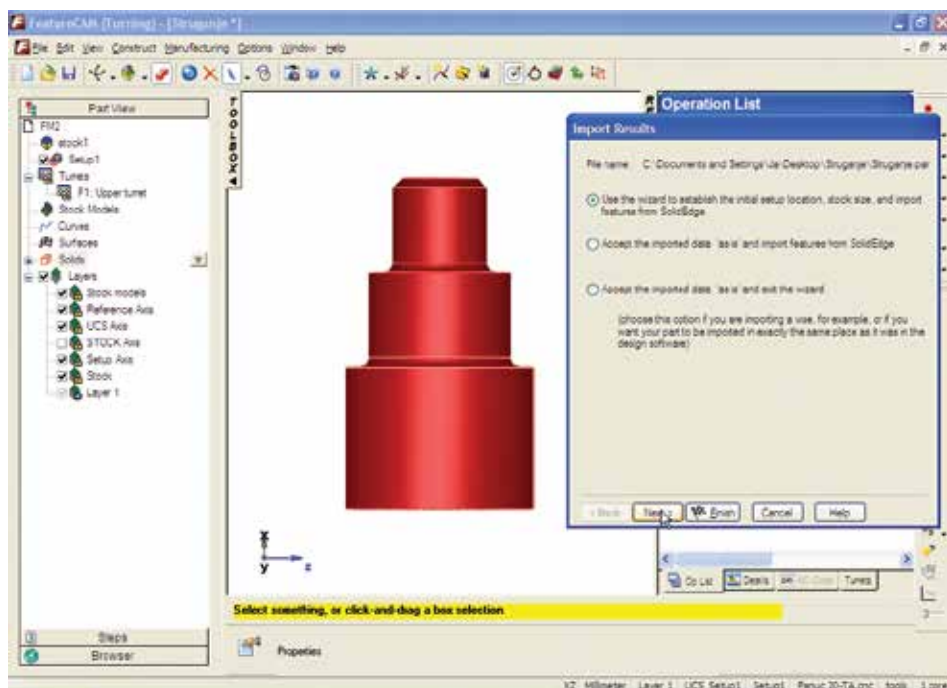 FeatureCAM (Turning) - [Struganje *]
File Edit View Construct Manufacturing Options Window Help
Part View
FM2
stock1
Setup1
Turrets
F1: Upper turret
Stock Models
Curves
Surfaces
Solids
Layers
Stock models
Reference Axis
UCS Axis
STOCK Axis
Setup Axis
Stock
Layer 1
Steps
Browser
TOOLBOX
Operation List
Import Results
File name: C:\Documents and Settings\Ja\Desktop\Struganje\Struganje.par
Use the wizard to establish the initial setup location, stock size, and import
features from SolidEdge
Accept the imported data 'as is' and import features from SolidEdge
Accept the imported data 'as is' and exit the wizard
(choose this option if you are importing a vise, for example, or if you
want your part to be imported in exactly the same place as it was in the
design software)
< Back Next > Finish Cancel Help
X
y z
Op List Details NC Code Turrets
Select something, or click-and-drag a box selection
Properties
XZ Millimeter Layer 1 UCS Setup1 Setup1 tools